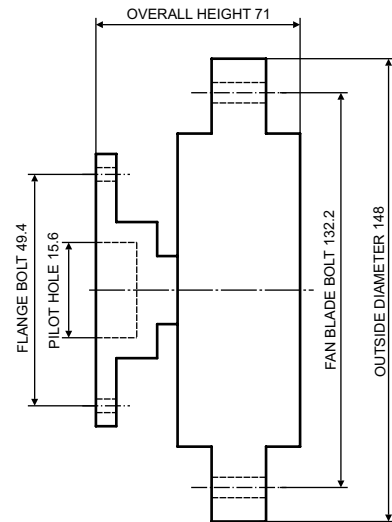 OVERALL HEIGHT 71
FLANGE BOLT 49.4
PILOT HOLE 15.6
FAN BLADE BOLT 132.2
OUTSIDE DIAMETER 148